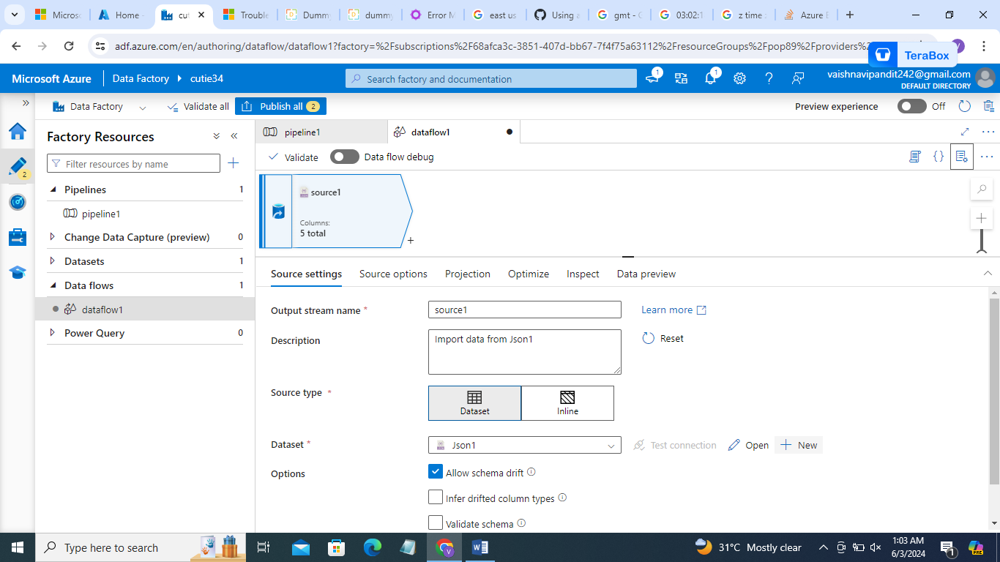 Microso
Home -
cut
Trouble
Dummy
dummy
Error M
east us
Using a
gmt - G
03:02:1
z time z
Azure E
adf.azure.com/en/authoring/dataflow/dataflow1?factory=%2Fsubscriptions%2F68afca3c-3851-407d-bb67-7f4f75a63112%2FresourceGroups%2Fpop89%2Fproviders%2
V
TeraBox
Microsoft Azure
Data Factory
cutie34
Search factory and documentation
1
1
vaishnavipandit242@gmail.com
DEFAULT DIRECTORY
Data Factory
Validate all
Publish all 2
Preview experience
Off
Factory Resources
pipeline1
dataflow1
Filter resources by name
Validate
Data flow debug
2
Pipelines 1
pipeline1
Change Data Capture (preview) 0
Datasets 1
Data flows 1
dataflow1
Power Query 0
source1
Columns:
5 total
Source settings
Source options
Projection
Optimize
Inspect
Data preview
Output stream name *
source1
Learn more
Description
Import data from Json1
Reset
Source type *
Dataset
Inline
Dataset *
Json1
Test connection
Open
New
Options
Allow schema drift
Infer drifted column types
Validate schema
Type here to search
V
31°C Mostly clear
1:03 AM
6/3/2024
1
PRE